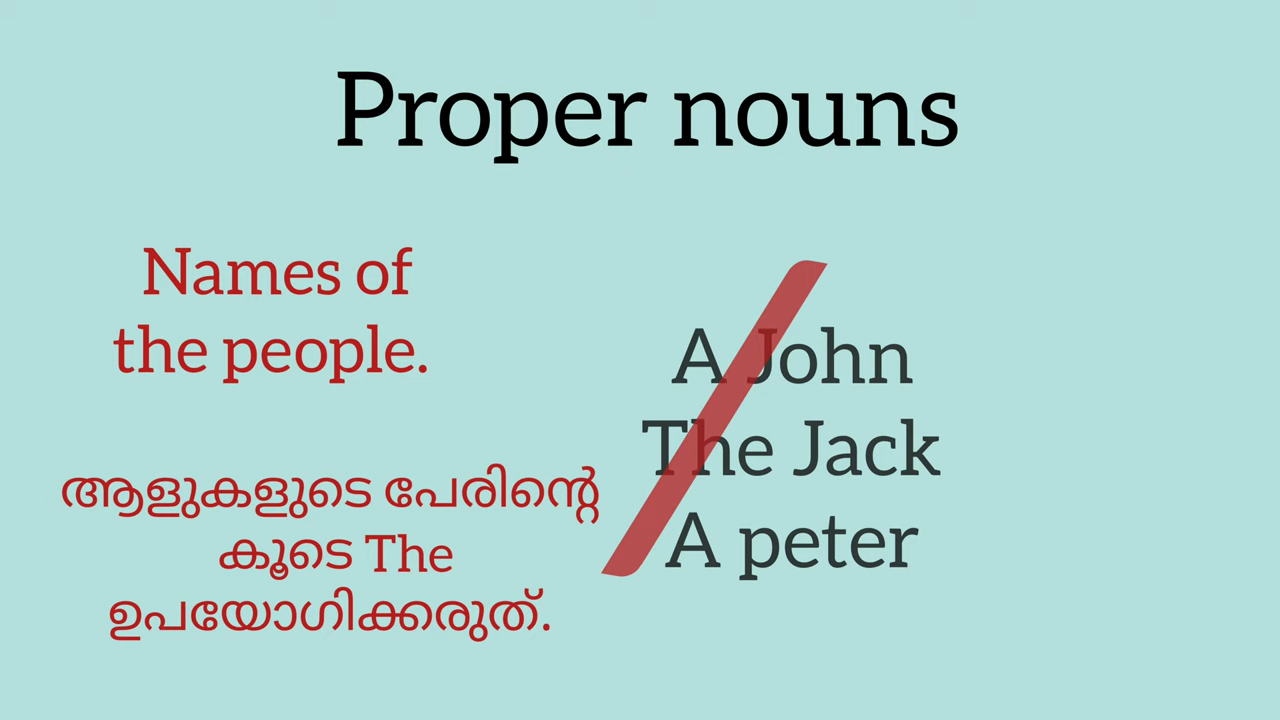 Proper nouns
Names of
the people.
ആളുകളുടെ പേരിന്റെ
കൂടെ The
ഉപയോഗിക്കരുത്.
A John
The Jack
A peter